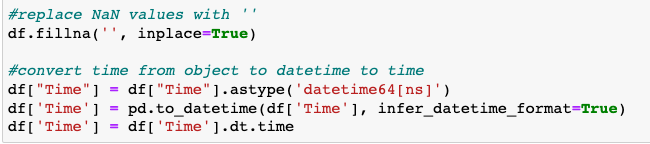 #replace NaN values with ''
df.fillna('', inplace=True)
#convert time from object to datetime to time
df["Time"] = df["Time"].astype('datetime64[ns]')
df['Time'] = pd.to_datetime(df['Time'], infer_datetime_format=True)
df['Time'] = df['Time'].dt.time